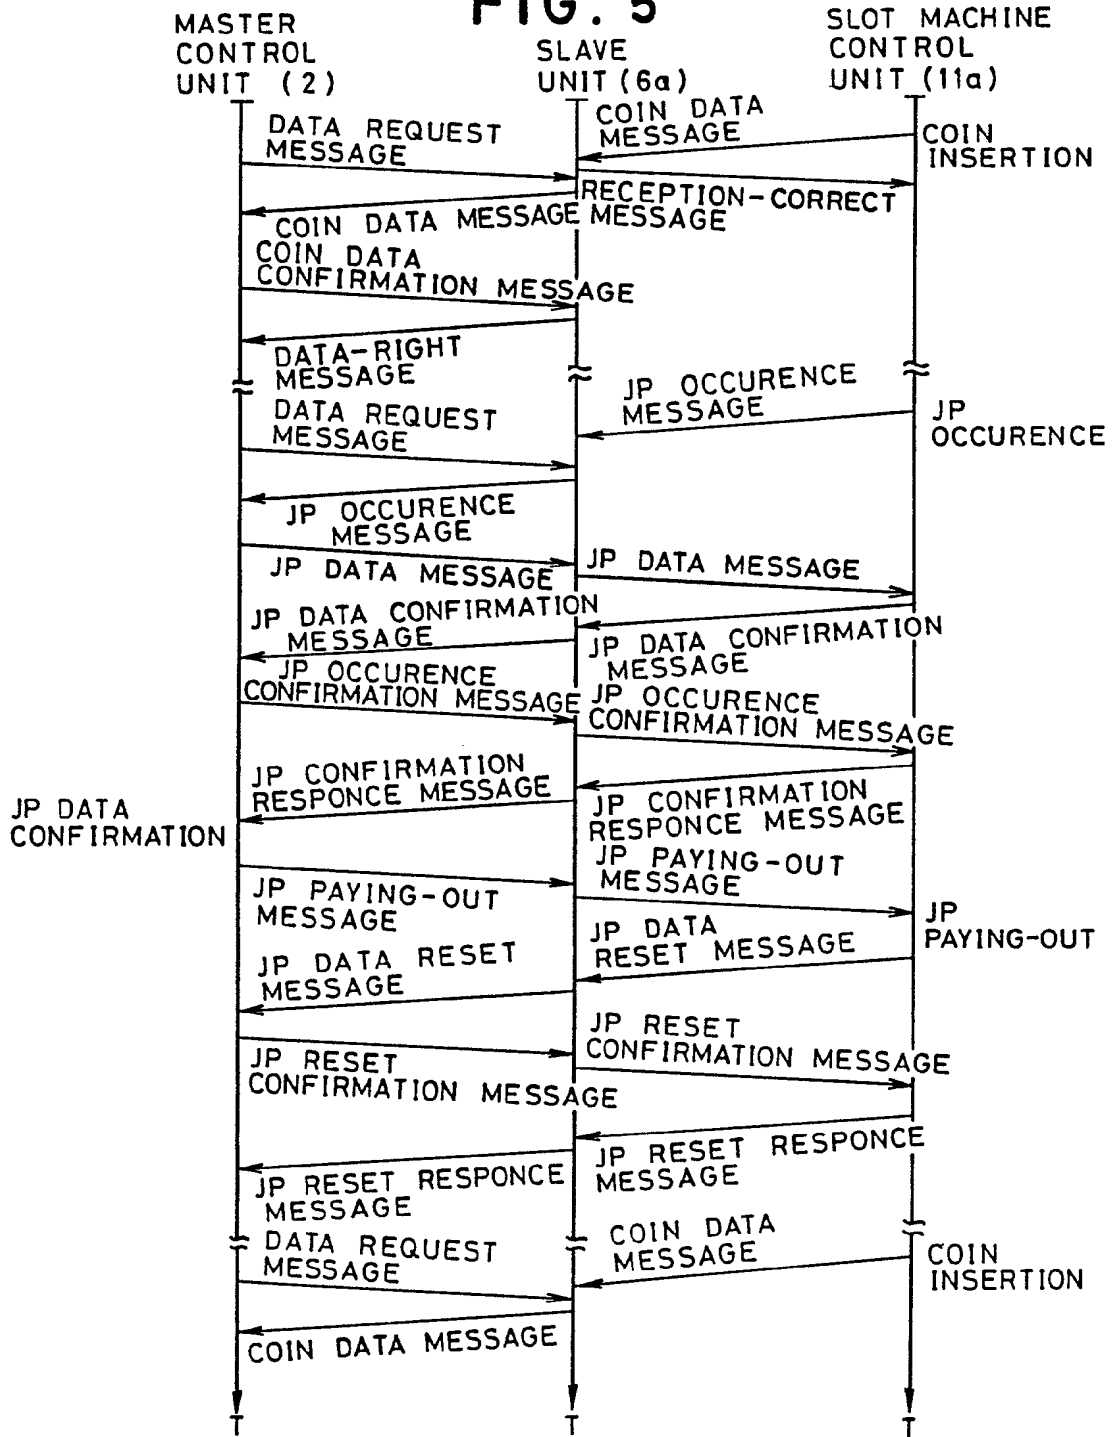 FIG. 5
MASTER
CONTROL
UNIT (2)
SLAVE
UNIT(6a)
SLOT MACHINE
CONTROL
UNIT (11a)
T
T
T
DATA REQUEST
MESSAGE
COIN DATA
MESSAGE
COIN
INSERTION
RECEPTION-CORRECT
MESSAGE
COIN DATA MESSAGE
COIN DATA
CONFIRMATION MESSAGE
DATA-RIGHT
MESSAGE
JP OCCURENCE
MESSAGE
JP
OCCURENCE
DATA REQUEST
MESSAGE
JP OCCURENCE
MESSAGE
JP DATA MESSAGE
JP DATA MESSAGE
JP DATA CONFIRMATION
MESSAGE
JP DATA CONFIRMATION
MESSAGE
JP OCCURENCE
CONFIRMATION MESSAGE
JP OCCURENCE
CONFIRMATION MESSAGE
JP CONFIRMATION
RESPONCE MESSAGE
JP CONFIRMATION
RESPONCE MESSAGE
JP DATA
CONFIRMATION
JP PAYING-OUT
MESSAGE
JP PAYING-OUT
MESSAGE
JP
PAYING-OUT
JP DATA
RESET MESSAGE
JP DATA RESET
MESSAGE
JP RESET
CONFIRMATION MESSAGE
JP RESET
CONFIRMATION MESSAGE
JP RESET RESPONCE
MESSAGE
JP RESET RESPONCE
MESSAGE
DATA REQUEST
MESSAGE
COIN DATA
MESSAGE
COIN
INSERTION
COIN DATA MESSAGE
T
T
T